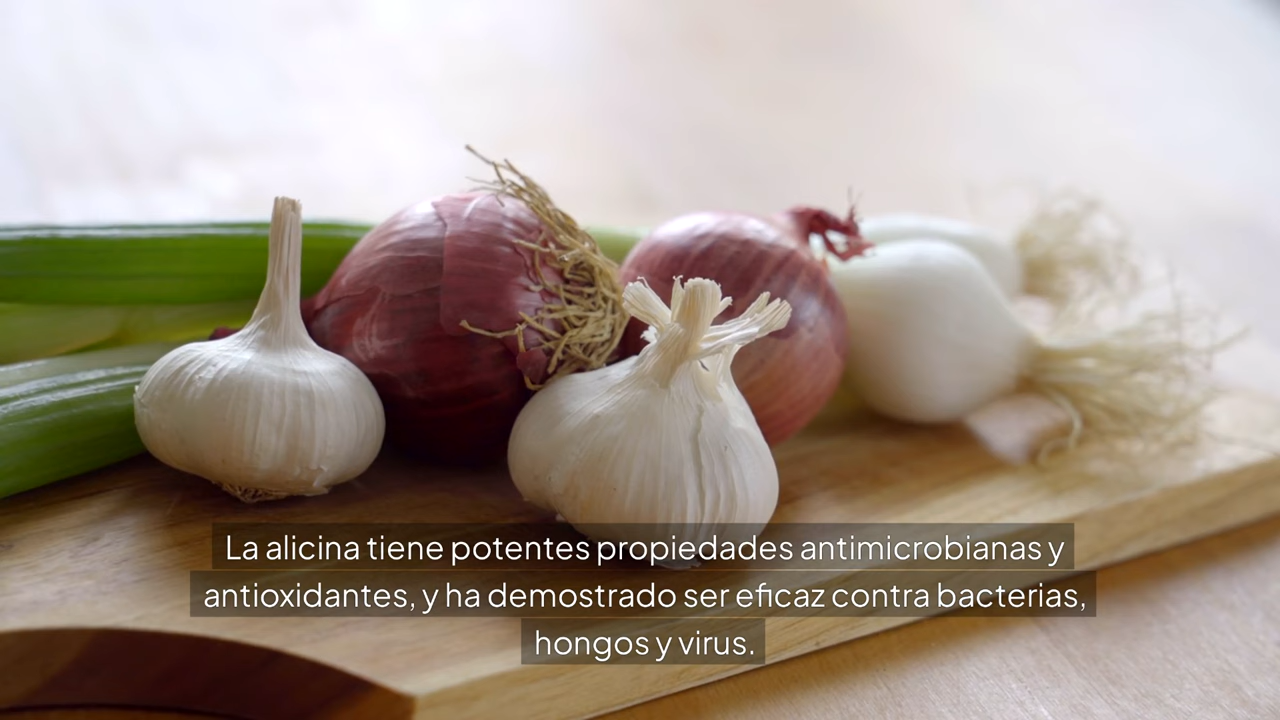 La alicina tiene potentes propiedades antimicrobianas y
antioxidantes, y ha demostrado ser eficaz contra bacterias,
hongos y virus.